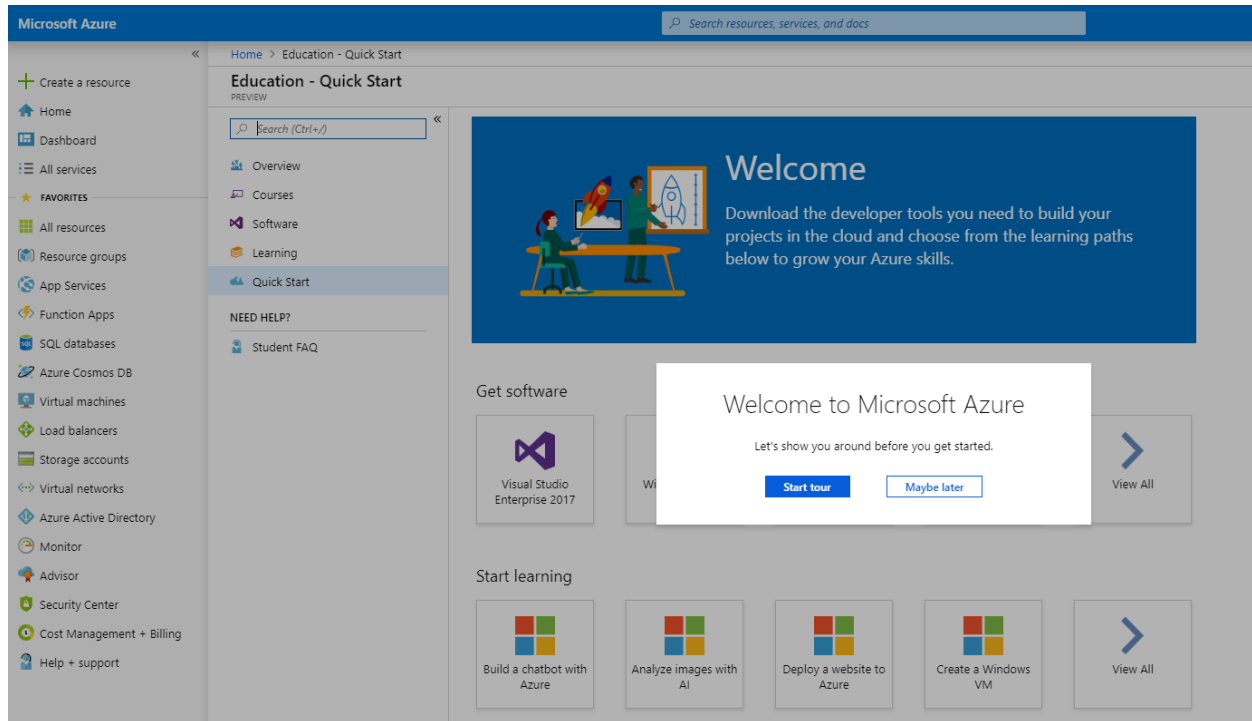 Microsoft Azure
Search resources, services, and docs
Create a resource
Home
Dashboard
All services
FAVORITES
All resources
Resource groups
App Services
Function Apps
SQL databases
Azure Cosmos DB
Virtual machines
Load balancers
Storage accounts
Virtual networks
Azure Active Directory
Monitor
Advisor
Security Center
Cost Management + Billing
Help + support
Home > Education - Quick Start
Education - Quick Start
PREVIEW
Search (Ctrl+/)
Overview
Courses
Software
Learning
Quick Start
NEED HELP?
Student FAQ
Welcome
Download the developer tools you need to build your
projects in the cloud and choose from the learning paths
below to grow your Azure skills.
Get software
Visual Studio
Enterprise 2017
View All
Welcome to Microsoft Azure
Let's show you around before you get started.
Start tour
Maybe later
Start learning
Build a chatbot with
Azure
Analyze images with
AI
Deploy a website to
Azure
Create a Windows
VM
View All